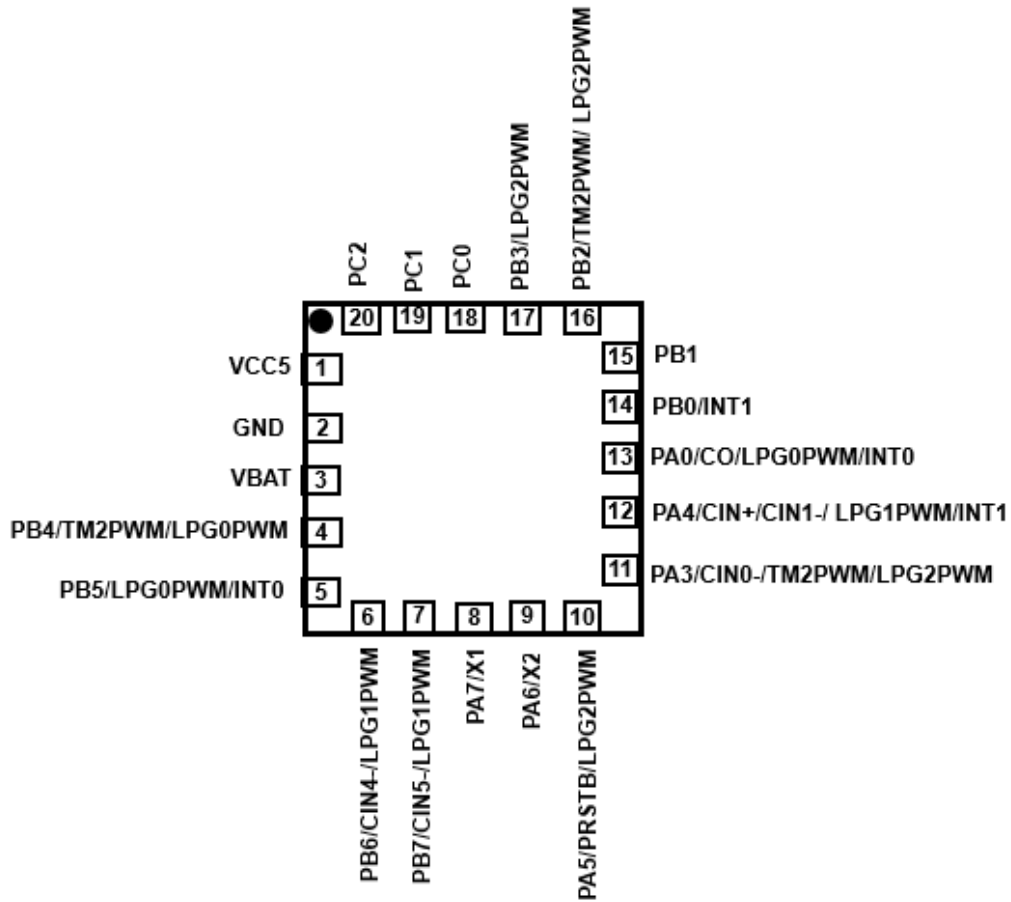 PC2
PC1
PC0
PB3/LPG2PWM
PB2/TM2PWM/ LPG2PWM
20
19
18
17
16
VCC5
1
GND
2
VBAT
3
PB4/TM2PWM/LPG0PWM
4
PB5/LPG0PWM/INT0
5
15
PB1
14
PB0/INT1
13
PA0/CO/LPG0PWM/INT0
12
PA4/CIN+/CIN1-/ LPG1PWM/INT1
11
PA3/CIN0-/TM2PWM/LPG2PWM
6
7
8
9
10
PB6/CIN4-/LPG1PWM
PB7/CIN5-/LPG1PWM
PA7/X1
PA6/X2
PA5/PRSTB/LPG2PWM